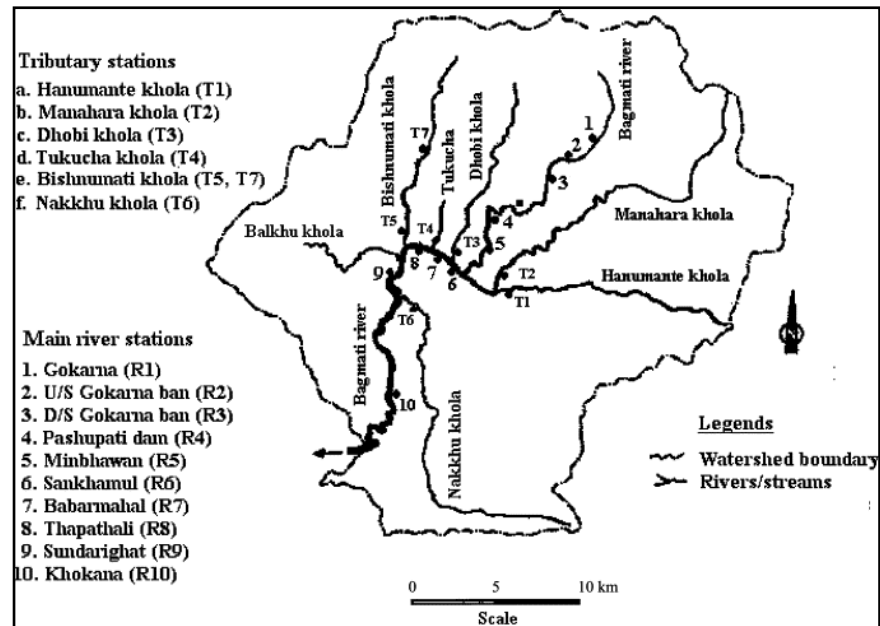 Tributary stations
a. Hanumante khola (T1)
b. Manahara khola (T2)
c. Dhobi khola (T3)
d. Tukucha khola (T4)
e. Bishnumati khola (T5, T7)
f. Nakkhu khola (T6)
Main river stations
1. Gokarna (R1)
2. U/S Gokarna ban (R2)
3. D/S Gokarna ban (R3)
4. Pashupati dam (R4)
5. Minbhawan (R5)
6. Sankhamul (R6)
7. Babarmahal (R7)
8. Thapathali (R8)
9. Sundarighat (R9)
10. Khokana (R10)
Bishnumati khola
T7
Tukucha
Dhobi khola
Bagmati river
1
2
3
4
5
Manahara khola
T5
T4
T3
Balkhu khola
8
7
6
T2
Hanumante khola
T1
9
T6
Bagmati river
10
Nakkhu khola
N
Legends
Watershed boundary
Rivers/streams
0 5 10 km
Scale